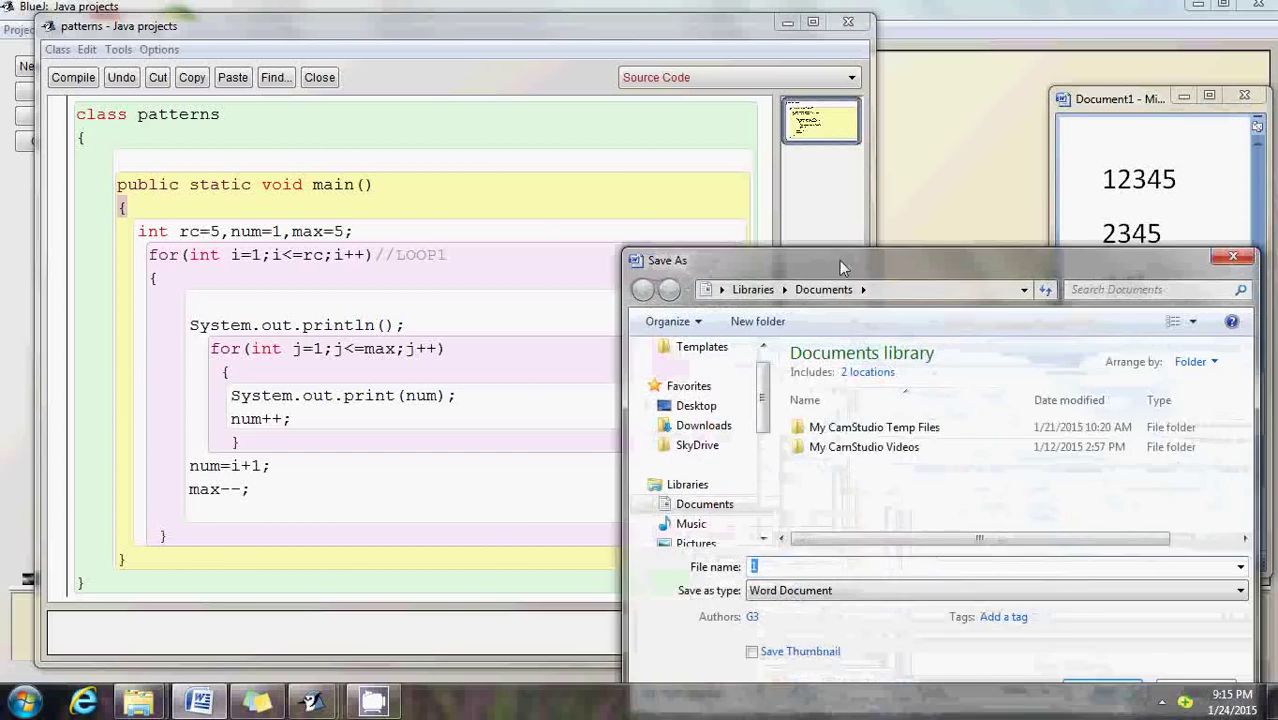 BlueJ: Java projects
patterns - Java projects
Class Edit Tools Options
Compile Undo Cut Copy Paste Find... Close Source Code
class patterns
{
public static void main()
{
int rc=5,num=1,max=5;
for(int i=1;i<=rc;i++)//LOOP1
{
System.out.println();
for(int j=1;j<=max;j++)
{
System.out.print(num);
num++;
}
num=i+1;
max--;
}
}
}
Document1 - Mi...
12345
2345
Save As
Libraries Documents
Search Documents
Organize New folder
Templates
Favorites
Desktop
Downloads
SkyDrive
Libraries
Documents
Music
Pictures
Documents library
Includes: 2 locations
Arrange by: Folder
Name Date modified Type
My CamStudio Temp Files 1/21/2015 10:20 AM File folder
My CamStudio Videos 1/12/2015 2:57 PM File folder
File name: 1
Save as type: Word Document
Authors: G3 Tags: Add a tag
Save Thumbnail
9:15 PM
1/24/2015